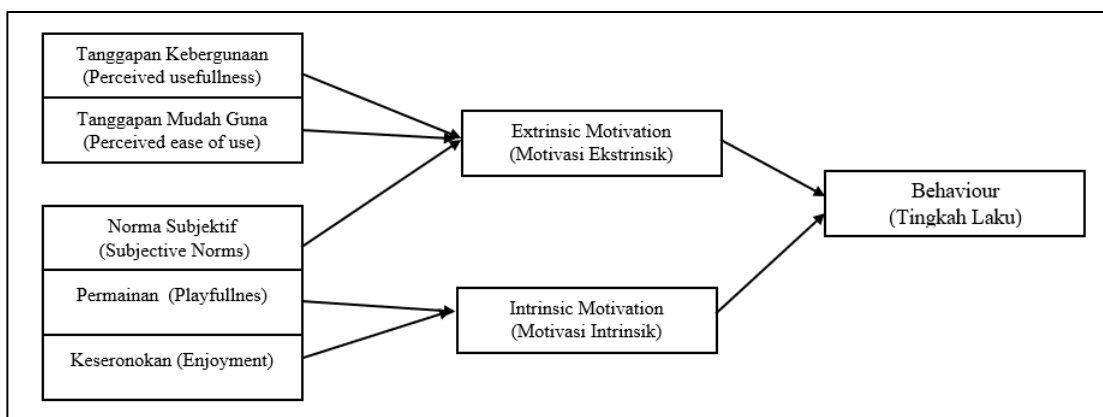 Tanggapan Kebergunaan
(Perceived usefullness)
Tanggapan Mudah Guna
(Perceived ease of use)
Norma Subjektif
(Subjective Norms)
Permainan (Playfullnes)
Keseronokan (Enjoyment)
Extrinsic Motivation
(Motivasi Ekstrinsik)
Intrinsic Motivation
(Motivasi Intrinsik)
Behaviour
(Tingkah Laku)